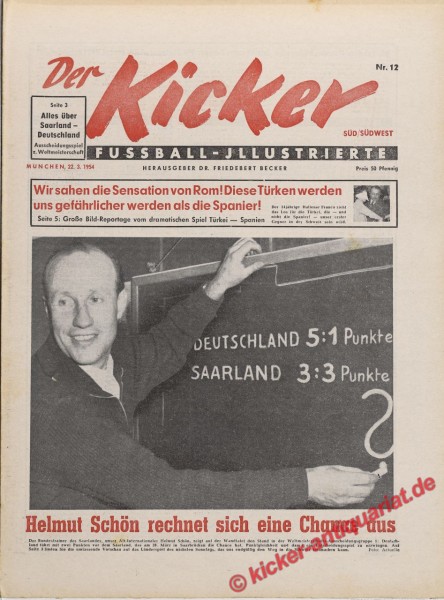 Der Kicker
Nr. 12
Seite 3
Alles über
Saarland —
Deutschland
Ausscheidungsspiel
z. Weltmeisterschaft
SÜD/SÜDWEST
FUSSBALL-JLLUSTRIERTE
MÜNCHEN, 22. 3. 1954
HERAUSGEBER DR. FRIEDEBERT BECKER
Preis 50 Pfennig
Wir sahen die Sensation von Rom! Diese Türken werden
uns gefährlicher werden als die Spanier!
Seite 5: Große Bild-Reportage vom dramatischen Spiel Türkei — Spanien
DEUTSCHLAND 5:1 Punkte
SAARLAND 3:3 Punkte
?
Helmut Schön rechnet sich eine Chance aus
© kicker-antiquariat.de